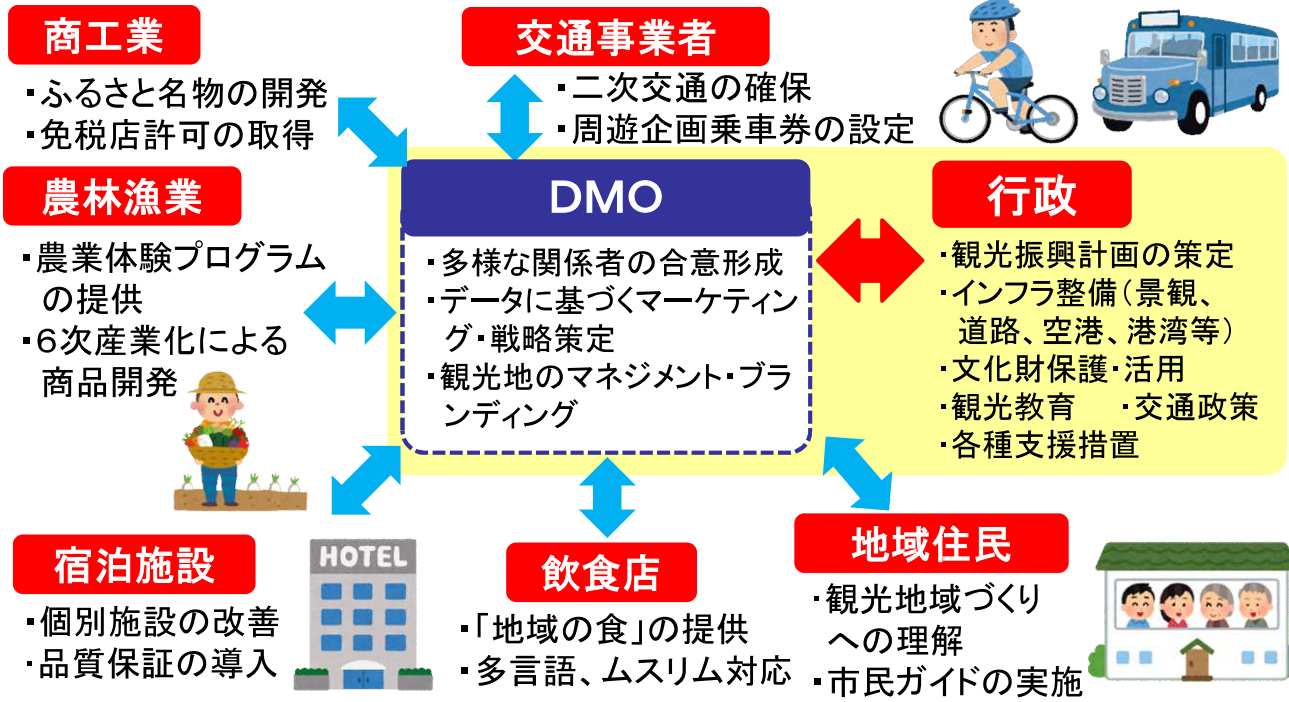 商工業
・ふるさと名物の開発
・免税店許可の取得
交通事業者
・二次交通の確保
・周遊企画乗車券の設定
農林漁業
・農業体験プログラム
の提供
・６次産業化による
商品開発
DMO
・多様な関係者の合意形成
・データに基づくマーケティン
グ・戦略策定
・観光地のマネジメント・ブラ
ンディング
行政
・観光振興計画の策定
・インフラ整備（景観、
道路、空港、港湾等）
・文化財保護・活用
・観光教育　・交通政策
・各種支援措置
宿泊施設
・個別施設の改善
・品質保証の導入
HOTEL
飲食店
・「地域の食」の提供
・多言語、ムスリム対応
地域住民
・観光地域づくり
への理解
・市民ガイドの実施